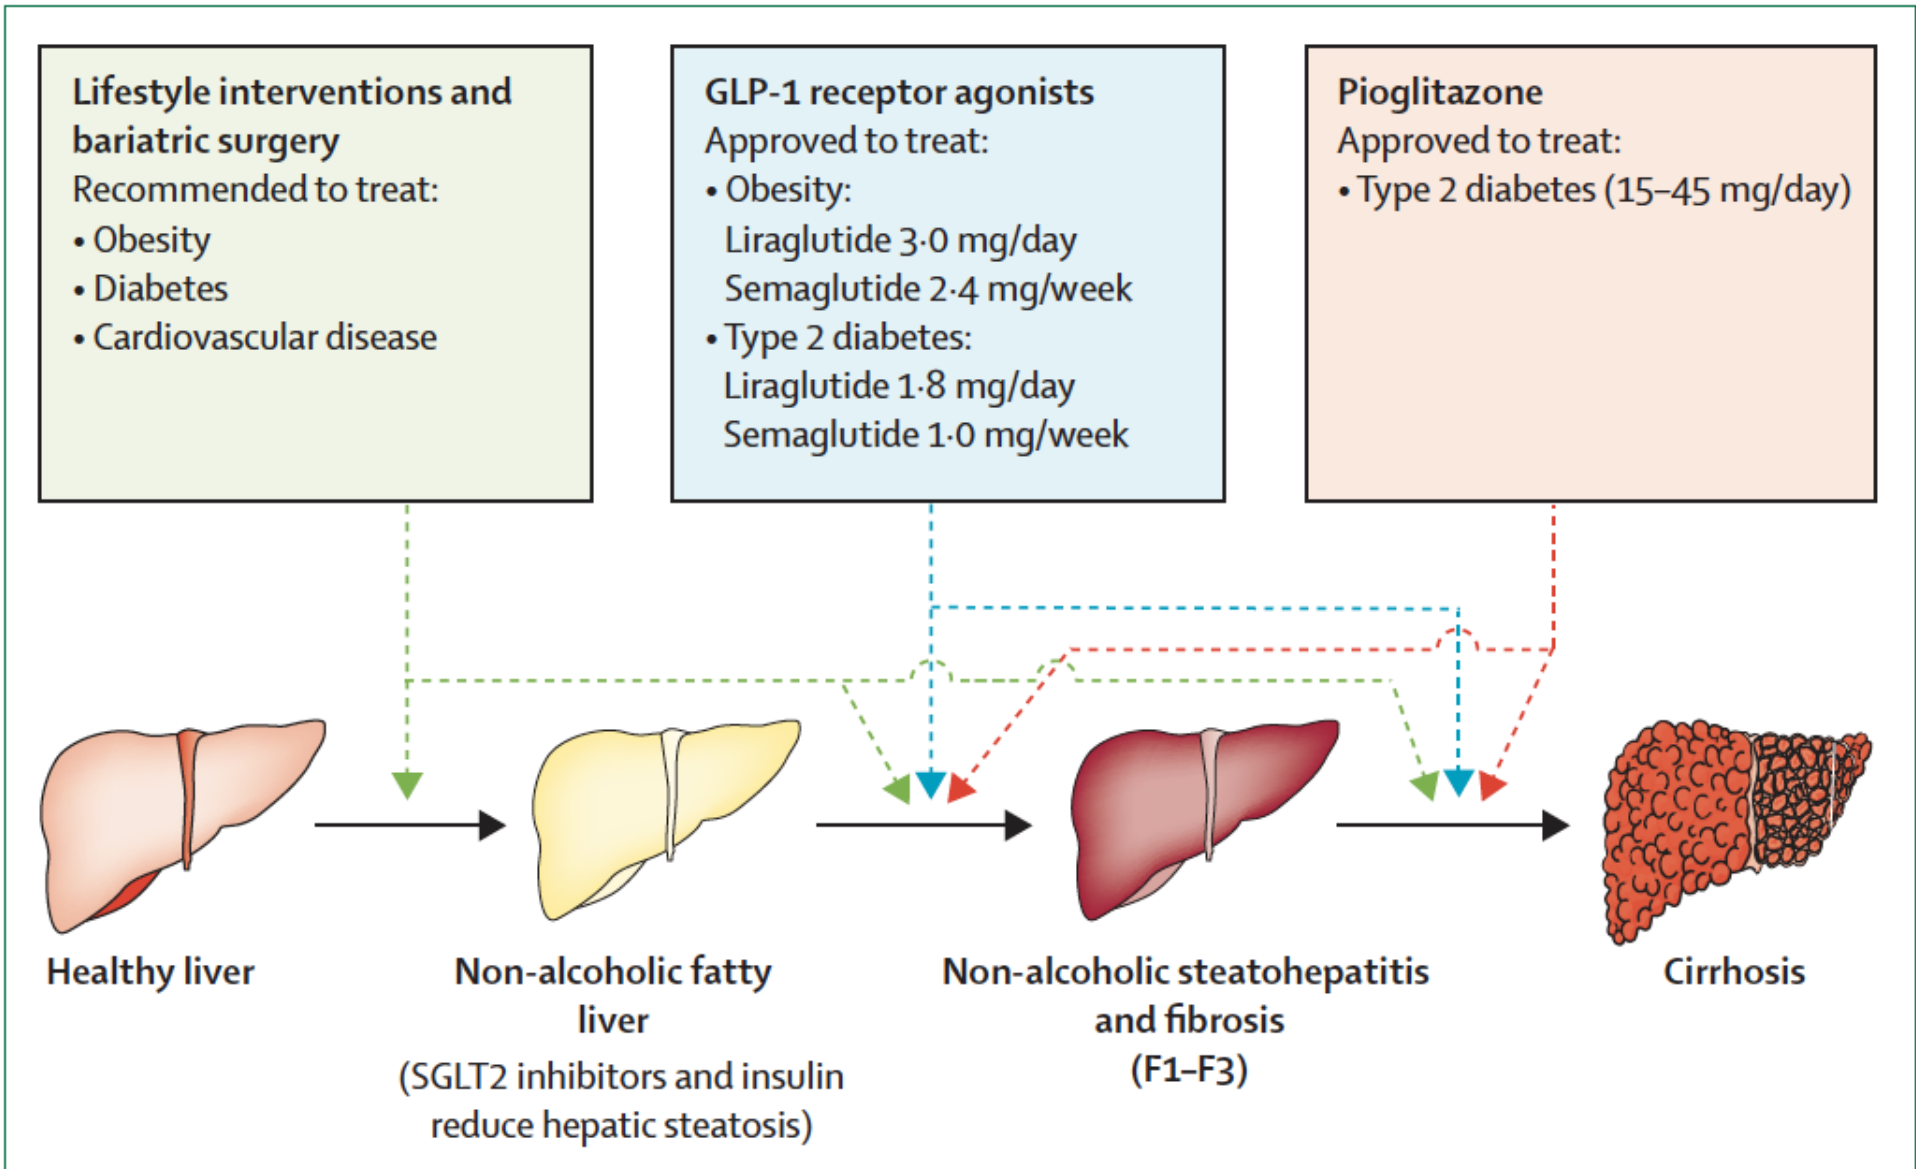 Lifestyle interventions and
bariatric surgery
Recommended to treat:
• Obesity
• Diabetes
• Cardiovascular disease
GLP-1 receptor agonists
Approved to treat:
• Obesity:
Liraglutide 3·0 mg/day
Semaglutide 2·4 mg/week
• Type 2 diabetes:
Liraglutide 1·8 mg/day
Semaglutide 1·0 mg/week
Pioglitazone
Approved to treat:
• Type 2 diabetes (15–45 mg/day)
Healthy liver
Non-alcoholic fatty
liver
(SGLT2 inhibitors and insulin
reduce hepatic steatosis)
Non-alcoholic steatohepatitis
and fibrosis
(F1–F3)
Cirrhosis